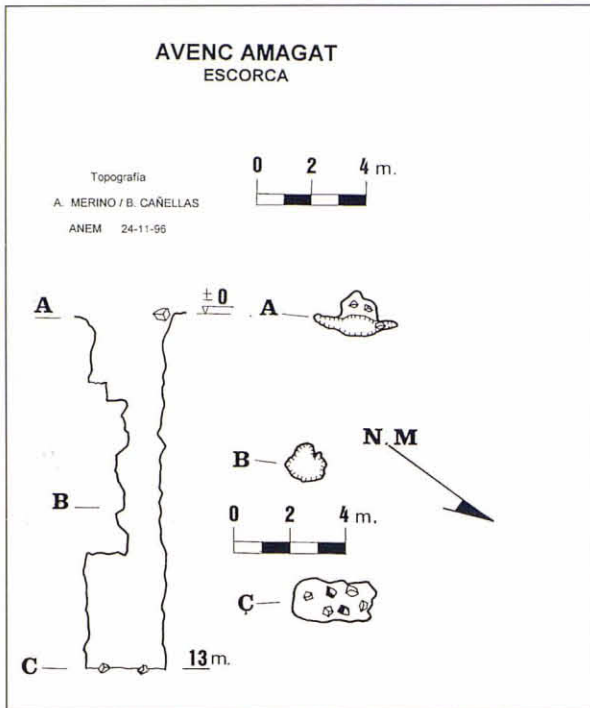 AVENC AMAGAT
ESCORCA
0 2 4 m.
Topografía
A. MERINO / B. CAÑELLAS
ANEM 24-11-96
A
±0
A
B
N.M
B
0 2 4 m.
C
C
13 m.